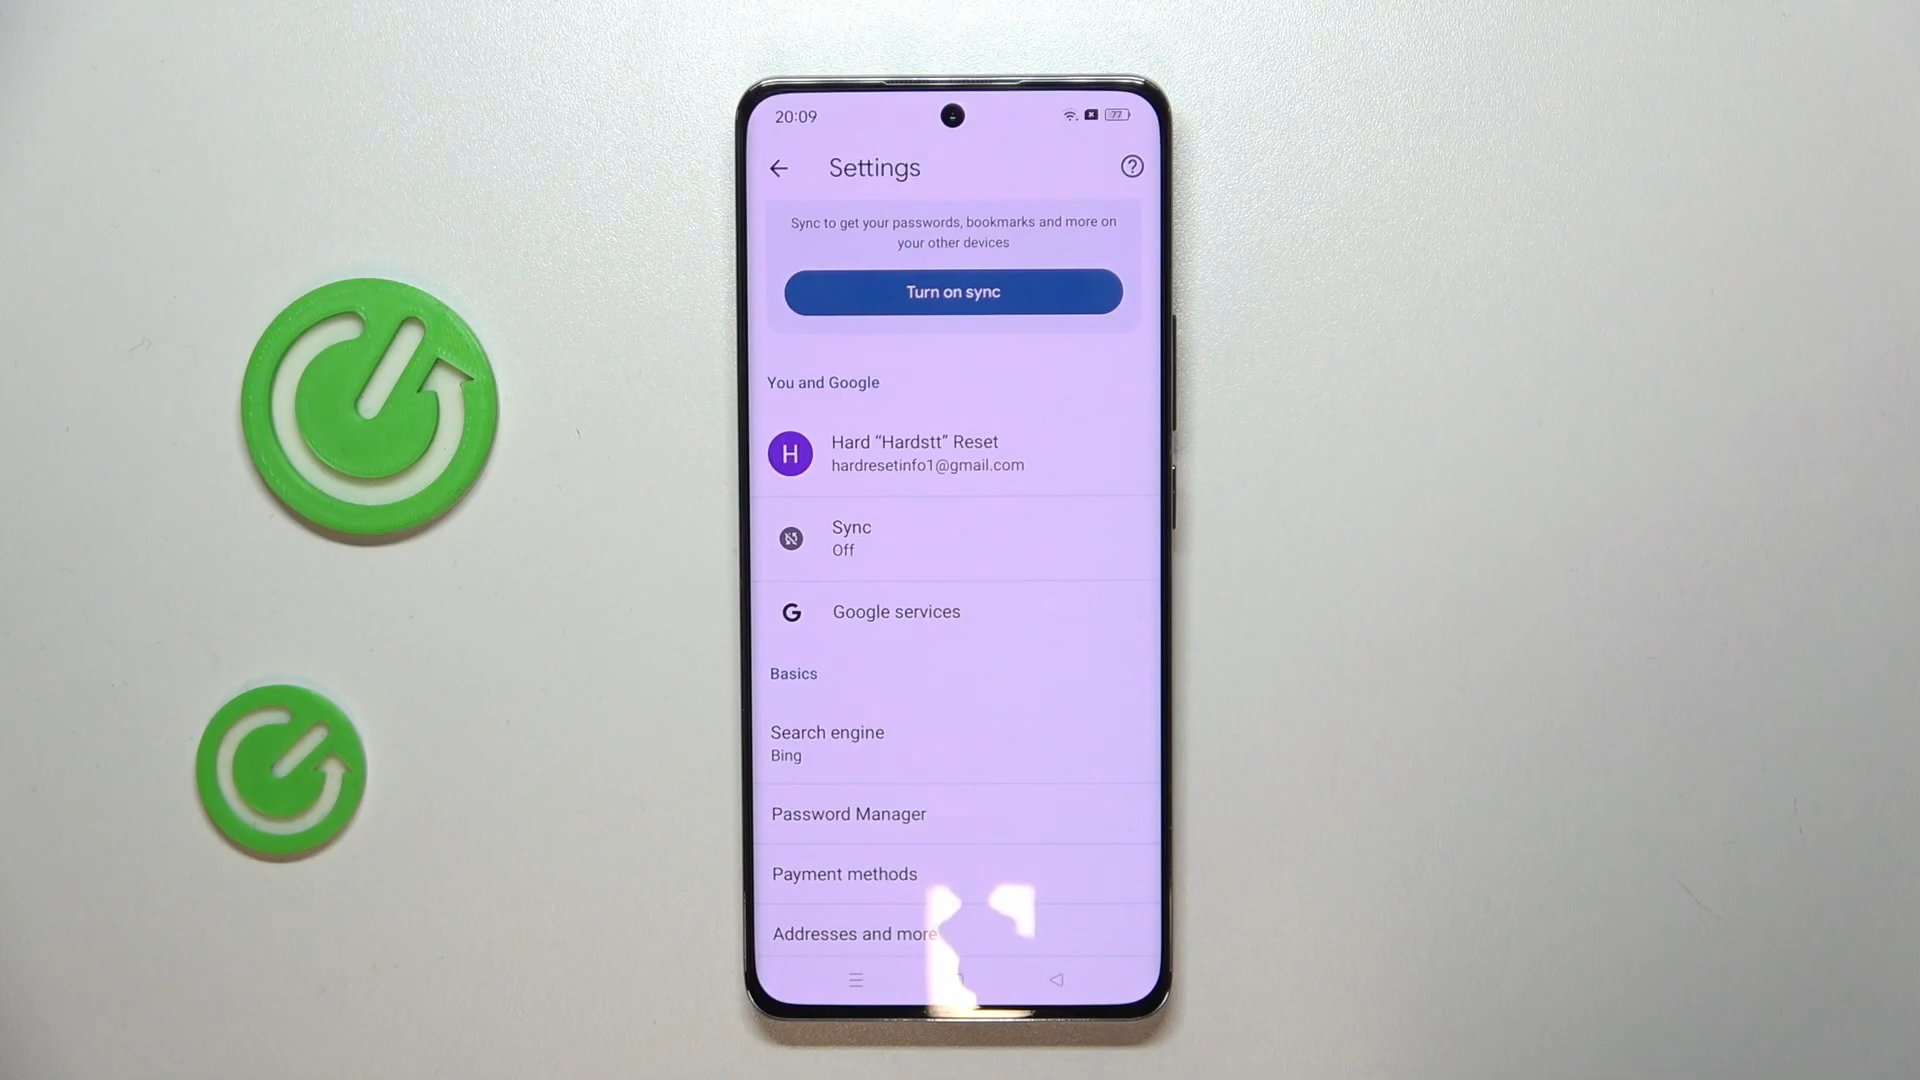 20:09
77
Settings
Sync to get your passwords, bookmarks and more on
your other devices
Turn on sync
You and Google
H
Hard “Hardstt” Reset
hardresetinfo1@gmail.com
Sync
Off
G
Google services
Basics
Search engine
Bing
Password Manager
Payment methods
Addresses and more